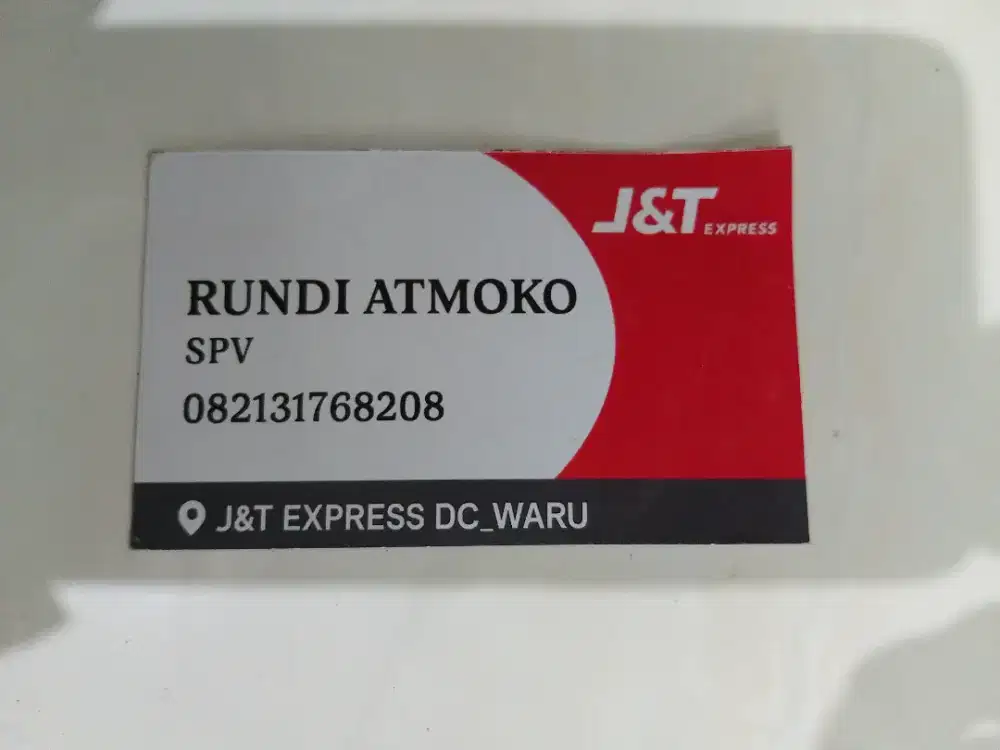 J&T EXPRESS
RUNDI ATMOKO
SPV
082131768208
J&T EXPRESS DC_WARU